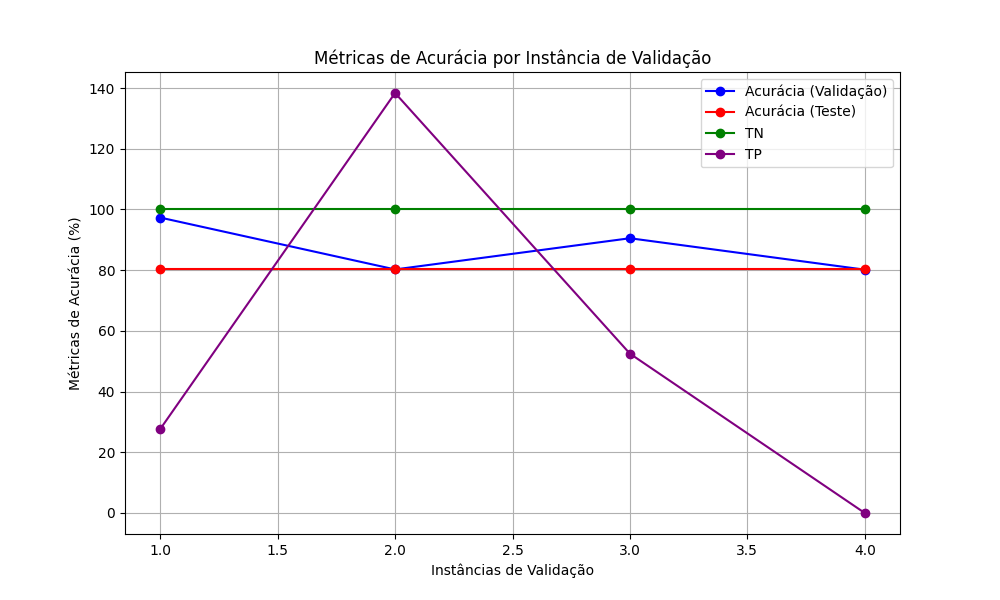 Métricas de Acurácia por Instância de Validação
Métricas de Acurácia (%)
140
120
100
80
60
40
20
0
Acurácia (Validação)
Acurácia (Teste)
TN
TP
1.0
1.5
2.0
2.5
3.0
3.5
4.0
Instâncias de Validação